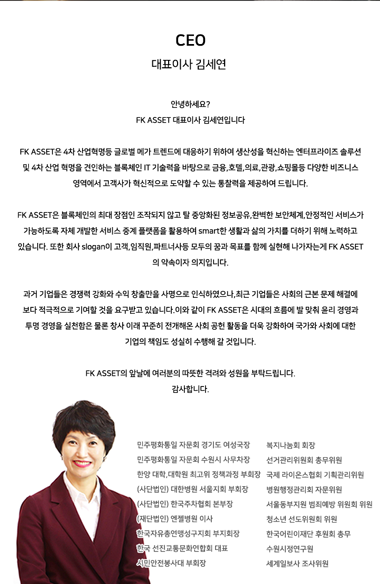 CEO
대표이사 김세연
안녕하세요?
FK ASSET 대표이사 김세연입니다
FK ASSET은 4차 산업혁명등 글로벌 메가 트렌드에 대응하기 위하여 생산성을 혁신하는 엔터프라이즈 솔루션
및 4차 산업 혁명을 견인하는 블록체인 IT 기술력을 바탕으로 금융,호텔,의료,관광,쇼핑몰등 다양한 비즈니스
영역에서 고객사가 혁신적으로 도약할 수 있는 통찰력을 제공하여 드립니다.
FK ASSET은 블록체인의 최대 장점인 조작되지 않고 탈 중앙화된 정보공유,완벽한 보안체계,안정적인 서비스가
가능하도록 자체 개발한 서비스 중계 플랫폼을 활용하여 smart한 생활과 삶의 가치를 더하기 위해 노력하고
있습니다. 또한 회사 slogan이 고객,임직원,파트너사등 모두의 꿈과 목표를 함께 실현해 나가자는게 FK ASSET
의 약속이자 의지입니다.
과거 기업들은 경쟁력 강화와 수익 창출만을 사명으로 인식하였으나,최근 기업들은 사회의 근본 문제 해결에
보다 적극적으로 기여할 것을 요구받고 있습니다.이와 같이 FK ASSET은 시대의 흐름에 발 맞춰 윤리 경영과
투명 경영을 실천함은 물론 창사 이래 꾸준히 전개해온 사회 공헌 활동을 더욱 강화하여 국가와 사회에 대한
기업의 책임도 성실히 수행해 갈 것입니다.
FK ASSET의 앞날에 여러분의 따뜻한 격려와 성원을 부탁드립니다.
감사합니다.
민주평화통일 자문회 경기도 여성국장 복지나눔회 회장
민주평화통일 자문회 수원시 사무차장 선거관리위원회 총무위원
한양 대학,대학원 최고위 정책과정 부회장 국제 라이온스협회 기획관리위원
(사단법인) 대한병원 서울지회 부회장 병원행정관리회 자문위원
(사단법인) 한국주차협회 본부장 서울동부지원 범죄예방 위원회 위원
(재단법인) 엔젤병원 이사 청소년 선도위원회 위원
한국자유총연맹성수구지회 부지회장 한국어린이재단 후원회 총무
한국 선진교통문화연합회 대표 수원시정연구원
시민안전봉사대 부회장 세계일보사 조사위원